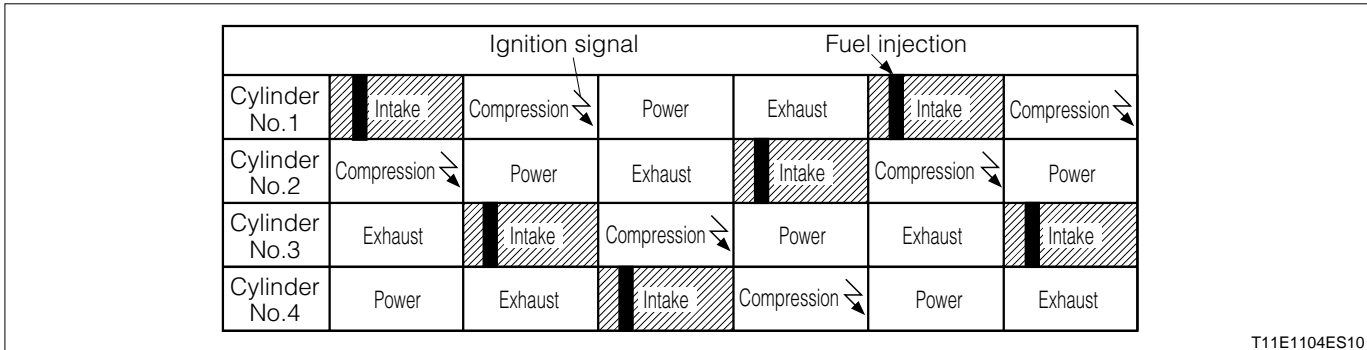 Ignition signal Fuel injection
Cylinder No.1 Intake Compression Power Exhaust Intake Compression
Cylinder No.2 Compression Power Exhaust Intake Compression Power
Cylinder No.3 Exhaust Intake Compression Power Exhaust Intake
Cylinder No.4 Power Exhaust Intake Compression Power Exhaust
T11E1104ES10